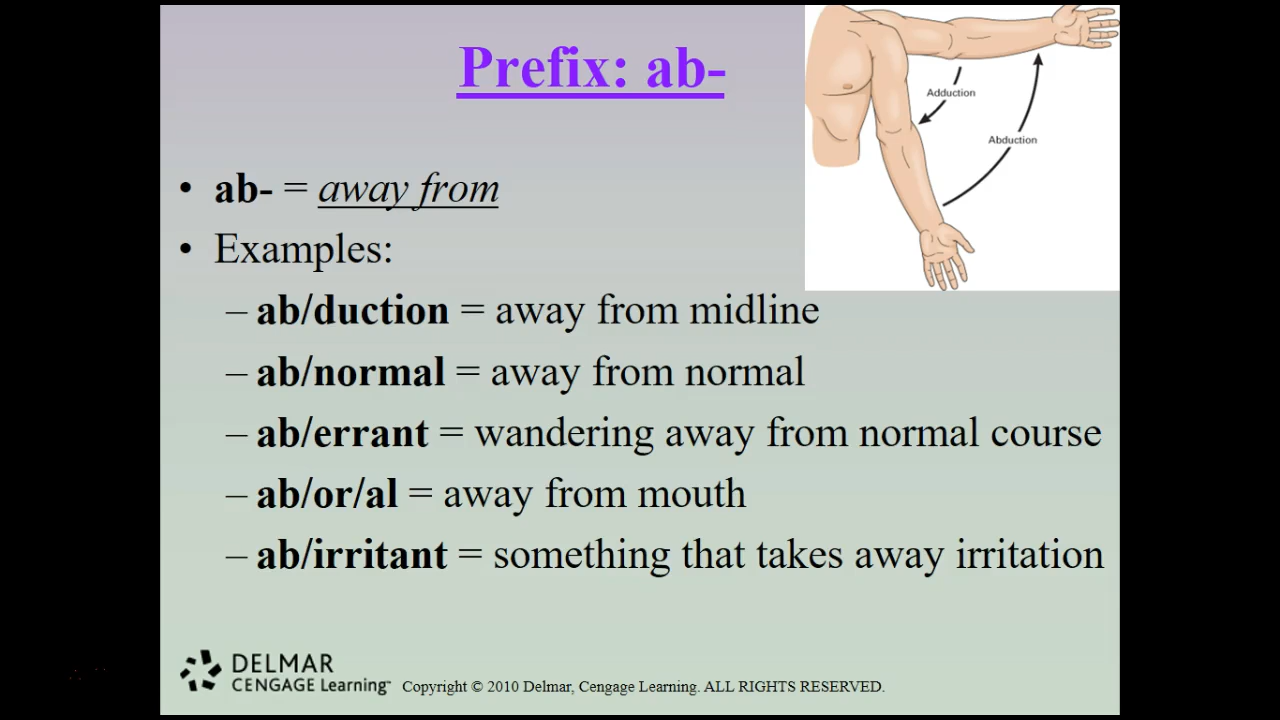 Prefix: ab-
Adduction
Abduction
• ab- = away from
• Examples:
– ab/duction = away from midline
– ab/normal = away from normal
– ab/errant = wandering away from normal course
– ab/or/al = away from mouth
– ab/irritant = something that takes away irritation
DELMAR
CENGAGE Learning™
Copyright © 2010 Delmar, Cengage Learning. ALL RIGHTS RESERVED.